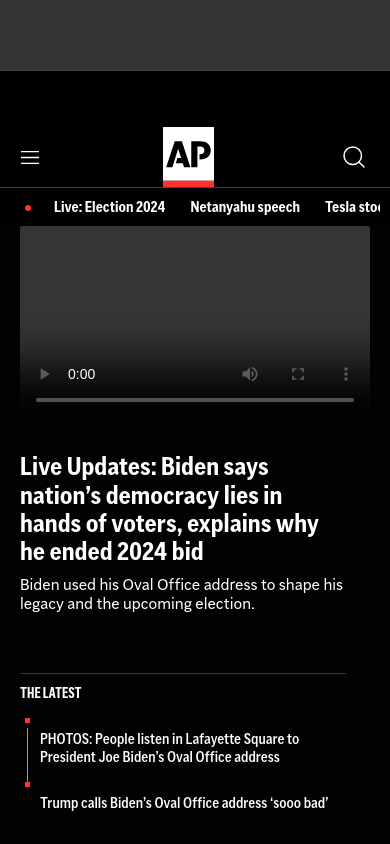 AP
Live: Election 2024 Netanyahu speech Tesla
0:00
Live Updates: Biden says
nation’s democracy lies in
hands of voters, explains why
he ended 2024 bid
Biden used his Oval Office address to shape his
legacy and the upcoming election.
THE LATEST
PHOTOS: People listen in Lafayette Square to
President Joe Biden’s Oval Office address
Trump calls Biden’s Oval Office address ‘sooo bad’